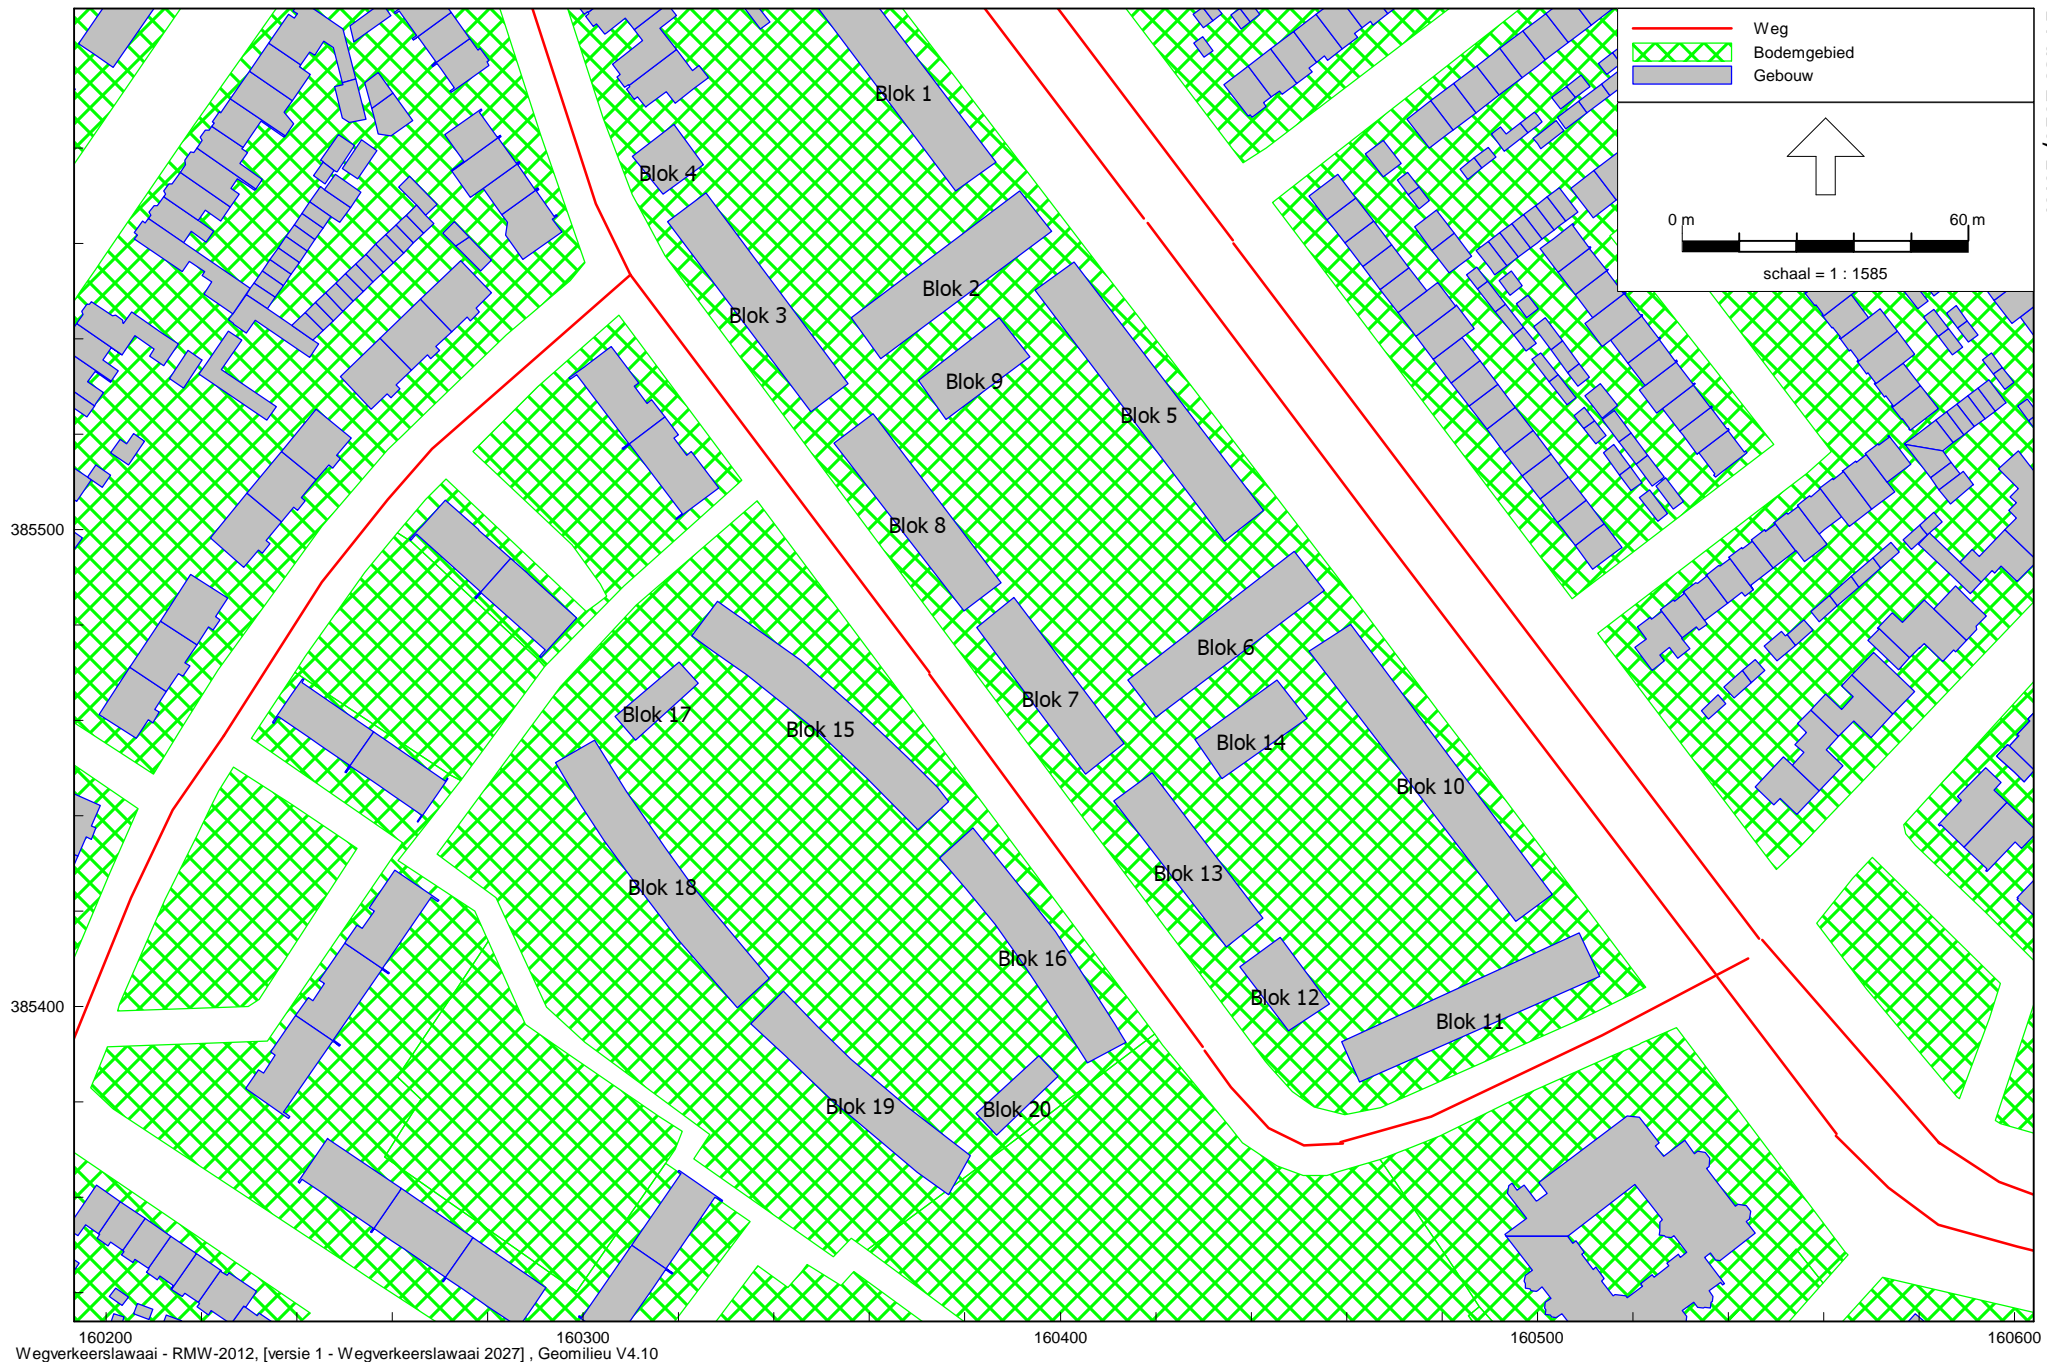 Weg
Bodemgebied
Gebouw
0 m 60 m
schaal = 1 : 1585
Blok 1
Blok 4
Blok 2
Blok 3
Blok 9
Blok 5
Blok 8
Blok 6
Blok 7
Blok 17
Blok 15
Blok 14
Blok 10
Blok 13
Blok 18
Blok 16
Blok 12
Blok 11
Blok 19
Blok 20
385500
385400
160200 160300 160400 160500 160600
Wegverkeerslawaai - RMW-2012, [versie 1 - Wegverkeerslawaai 2027] , Geomilieu V4.10